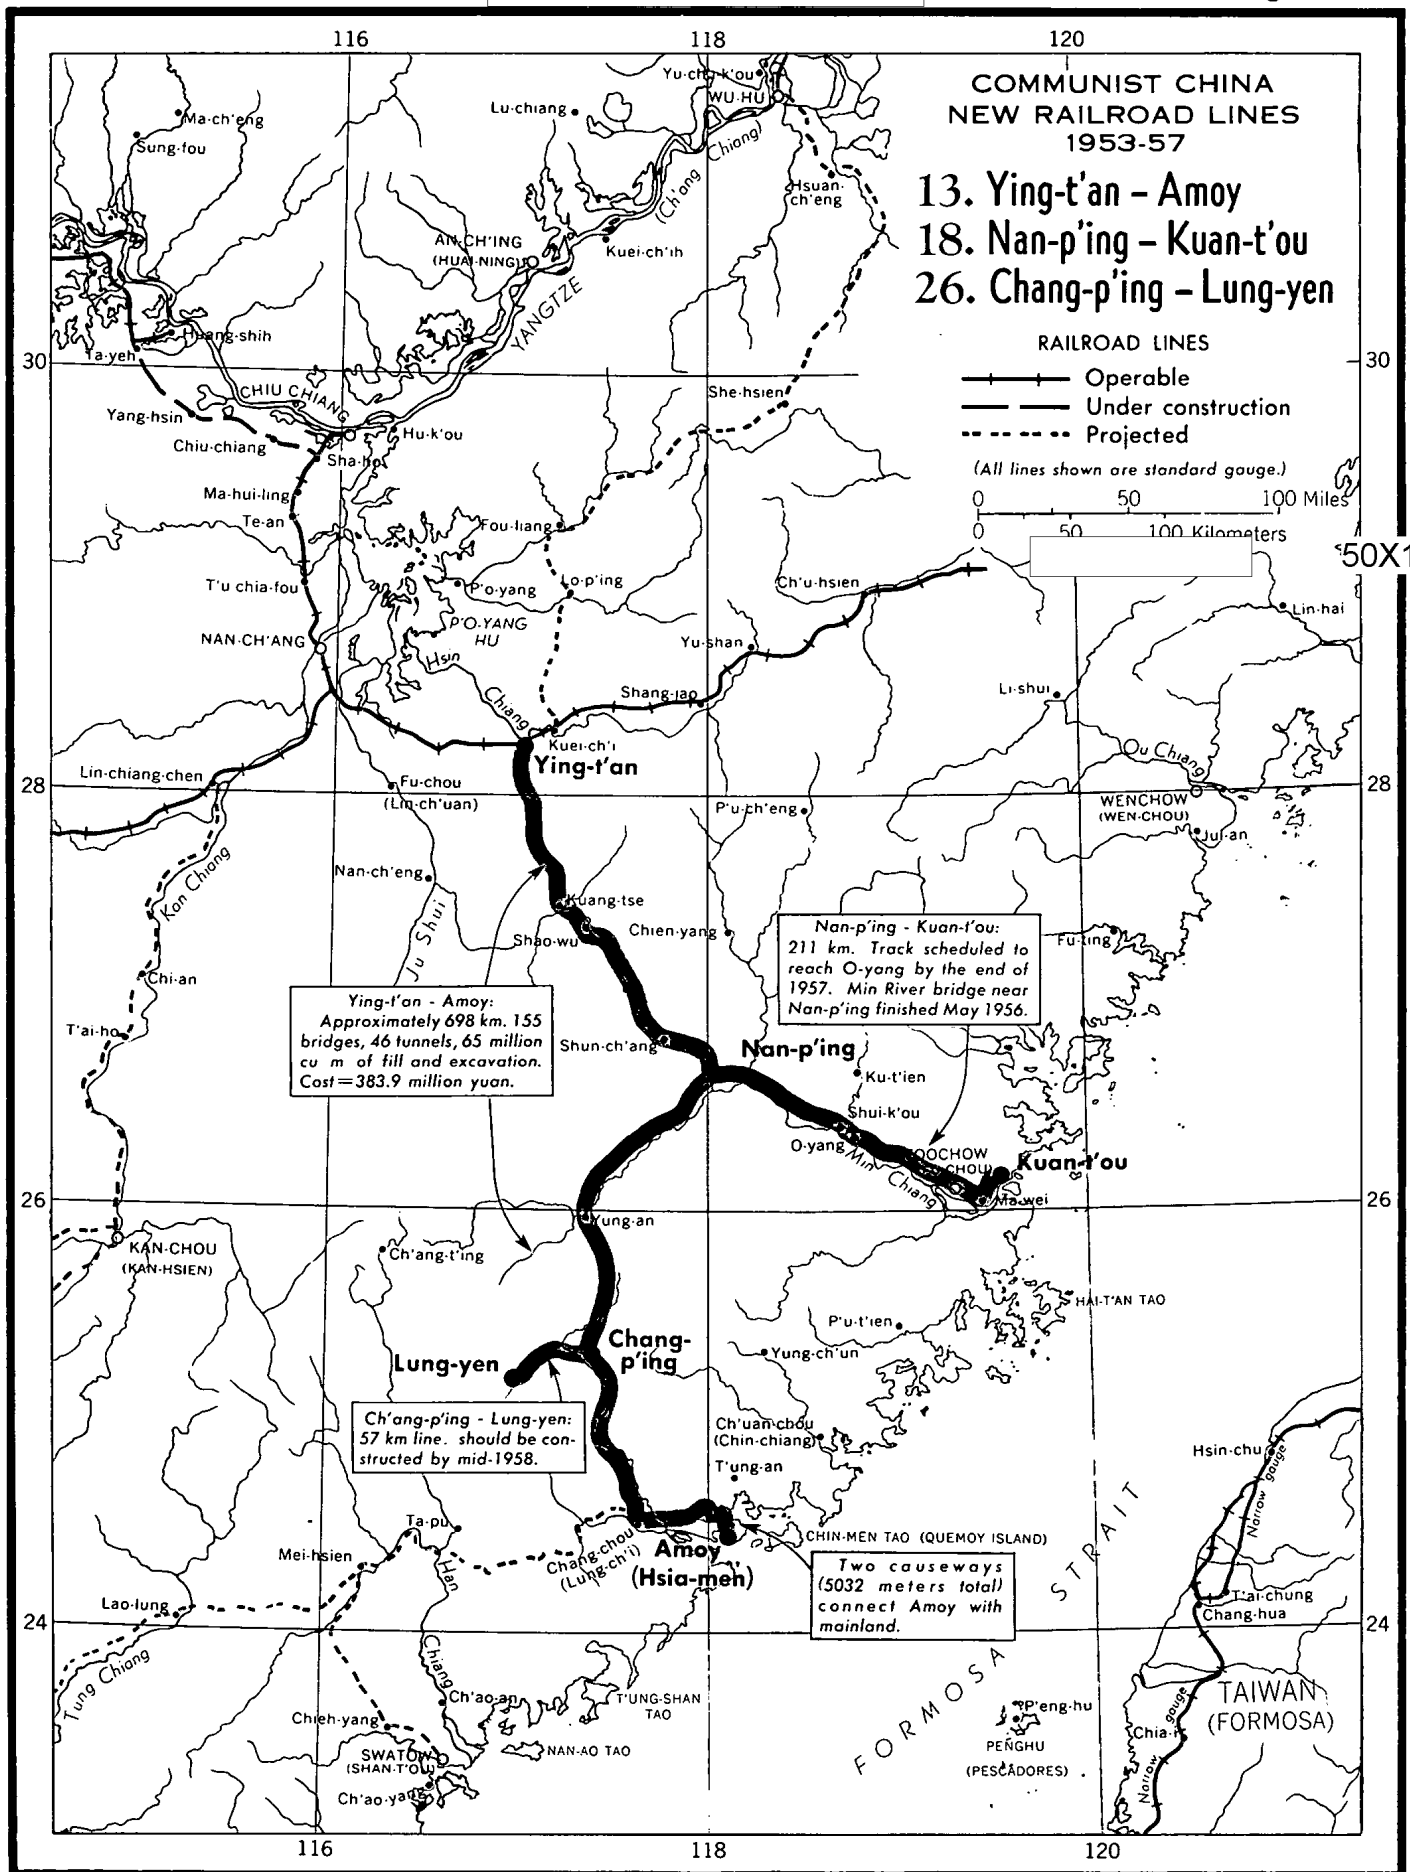 116
118
120
COMMUNIST CHINA
NEW RAILROAD LINES
1953-57
13. Ying-t'an – Amoy
18. Nan-p'ing – Kuan-t'ou
26. Chang-p'ing – Lung-yen
RAILROAD LINES
Operable
Under construction
Projected
(All lines shown are standard gauge.)
0 50 100 Miles
0 50 100 Kilometers
50X1
WU-HU
Lu-chiang
Ma-ch'eng
Sung-fou
(Ch'ang Chiang)
Hsuan-
ch'eng
AN-CH'ING
(HUAI-NING)
Kuei-ch'ih
YANGTZE
Huang-shih
Ta-yeh
30
30
CHIU CHIANG
She-hsien
Yang-hsin
Hu-k'ou
Chiu-chiang
Sha-ho
Ma-hui-ling
Te-an
Fou-liang
T'u chia-fou
P'o-yang
Lo-p'ing
Ch'u-hsien
Lin-hai
P'O-YANG
HU
NAN-CH'ANG
Yu-shan
Hsin
Chiang
Shang-jao
Li-shui
Kuei-ch'i
Ying-t'an
Ou Chiang
Lin-chiang-chen
Fu-chou
(Lin-ch'uan)
28
28
P'u-ch'eng
WENCHOW
(WEN-CHOU)
Jui-an
Kan Chiang
Nan-ch'eng
Kuang-tse
Shao-wu
Chien-yang
Ju Shui
Nan-p'ing - Kuan-t'ou:
211 km. Track scheduled to
reach O-yang by the end of
1957. Min River bridge near
Nan-p'ing finished May 1956.
Fu-ting
Chi-an
Ying-t'an - Amoy:
Approximately 698 km. 155
bridges, 46 tunnels, 65 million
cu m of fill and excavation.
Cost=383.9 million yuan.
T'ai-ho
Shun-ch'ang
Nan-p'ing
Ku-t'ien
Shui-k'ou
O-yang
Min Chiang
Kuan-t'ou
Ma-wei
26
26
Yung-an
KAN-CHOU
(KAN-HSIEN)
Ch'ang-t'ing
HAI-T'AN TAO
P'u-t'ien
Yung-ch'un
Chang-
p'ing
Lung-yen
Ch'ang-p'ing - Lung-yen:
57 km line. should be con-
structed by mid-1958.
Ch'uan-chou
(Chin-chiang)
T'ung-an
Hsin-chu
Narrow gauge
Ta-pu
Mei-hsien
Chang-chou
(Lung-ch'i)
CHIN-MEN TAO (QUEMOY ISLAND)
Amoy
(Hsia-men)
Two causeways
(5032 meters total)
connect Amoy with
mainland.
Han
Chiang
Lao-lung
T'ai-chung
Chang-hua
24
24
Tung Chiang
FORMOSA STRAIT
Ch'ao-an
T'UNG-SHAN
TAO
TAIWAN
(FORMOSA)
P'eng-hu
PENGHU
(PESCADORES)
Narrow gauge
Chieh-yang
NAN-AO TAO
SWATOW
(SHAN-T'OU)
Ch'ao-yang
116
118
120